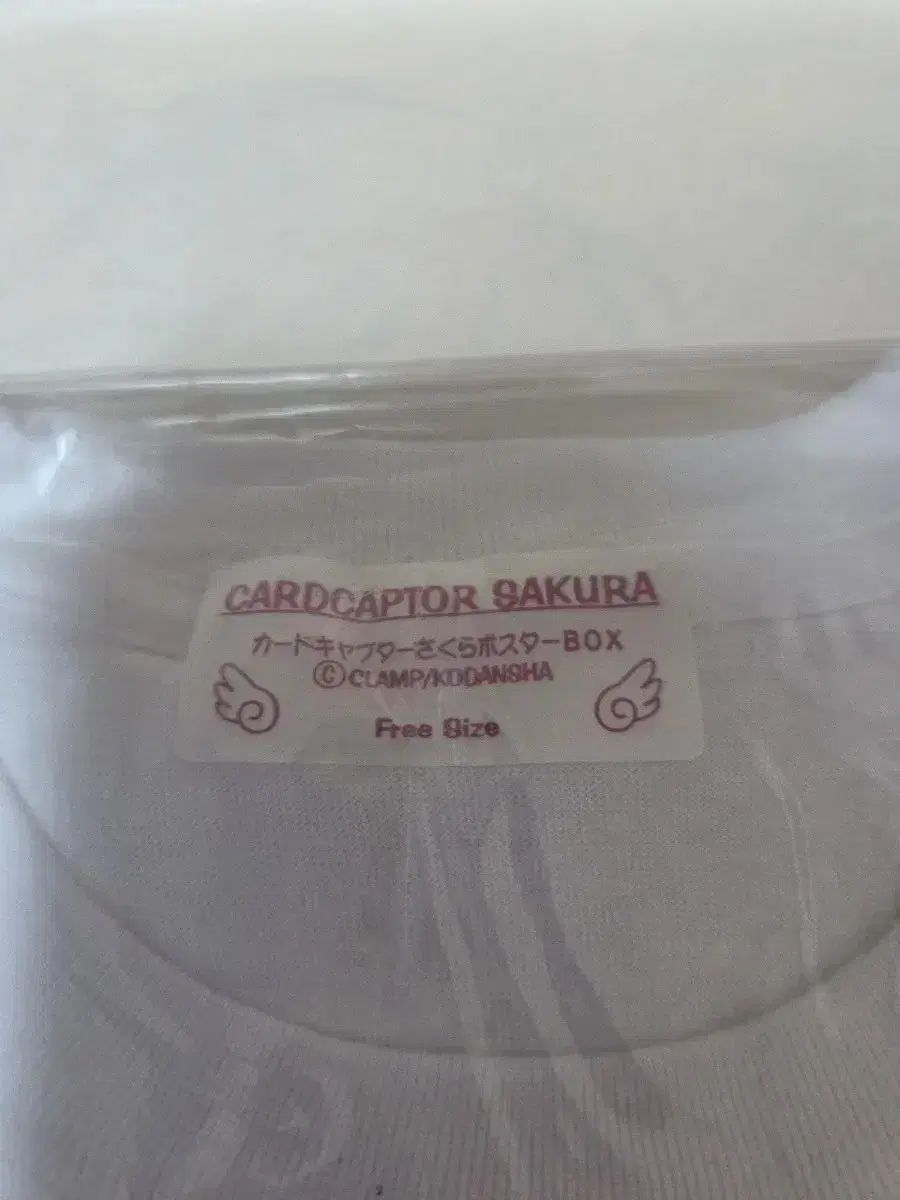 CARDCAPTOR SAKURA
カードキャプターさくらポスターBOX
©CLAMP/KODANSHA
Free Size